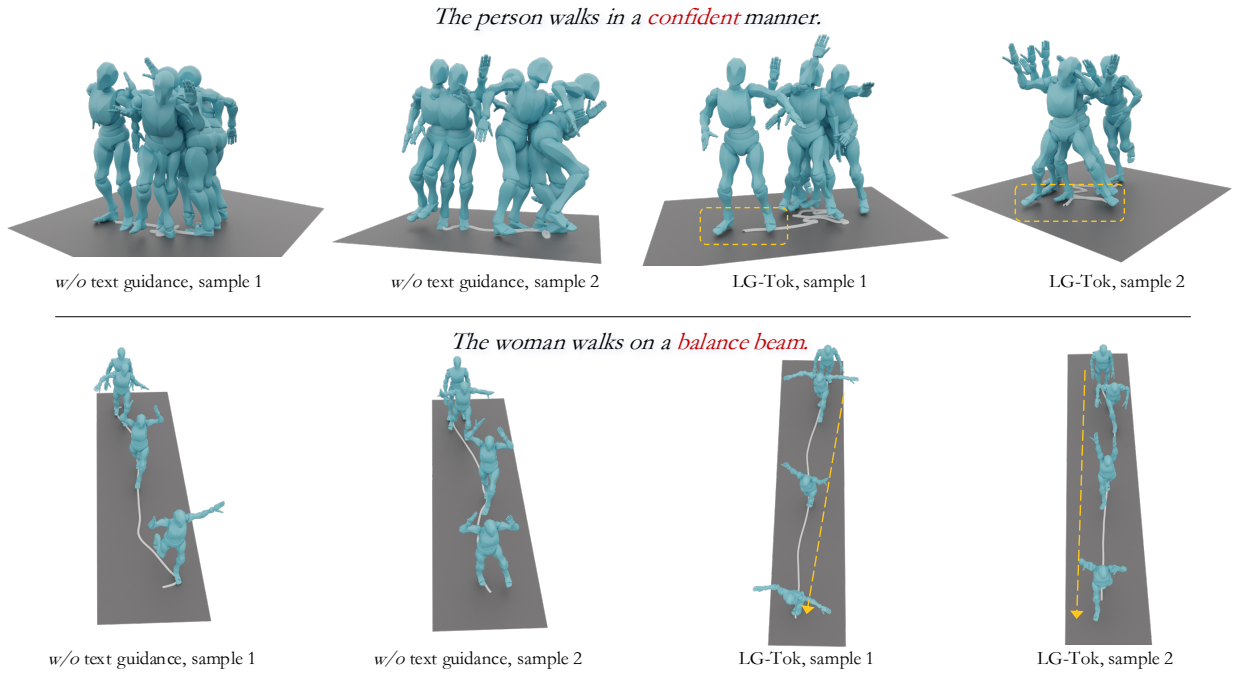 The person walks in a confident manner.
w/o text guidance, sample 1
w/o text guidance, sample 2
LG-Tok, sample 1
LG-Tok, sample 2
The woman walks on a balance beam.
w/o text guidance, sample 1
w/o text guidance, sample 2
LG-Tok, sample 1
LG-Tok, sample 2